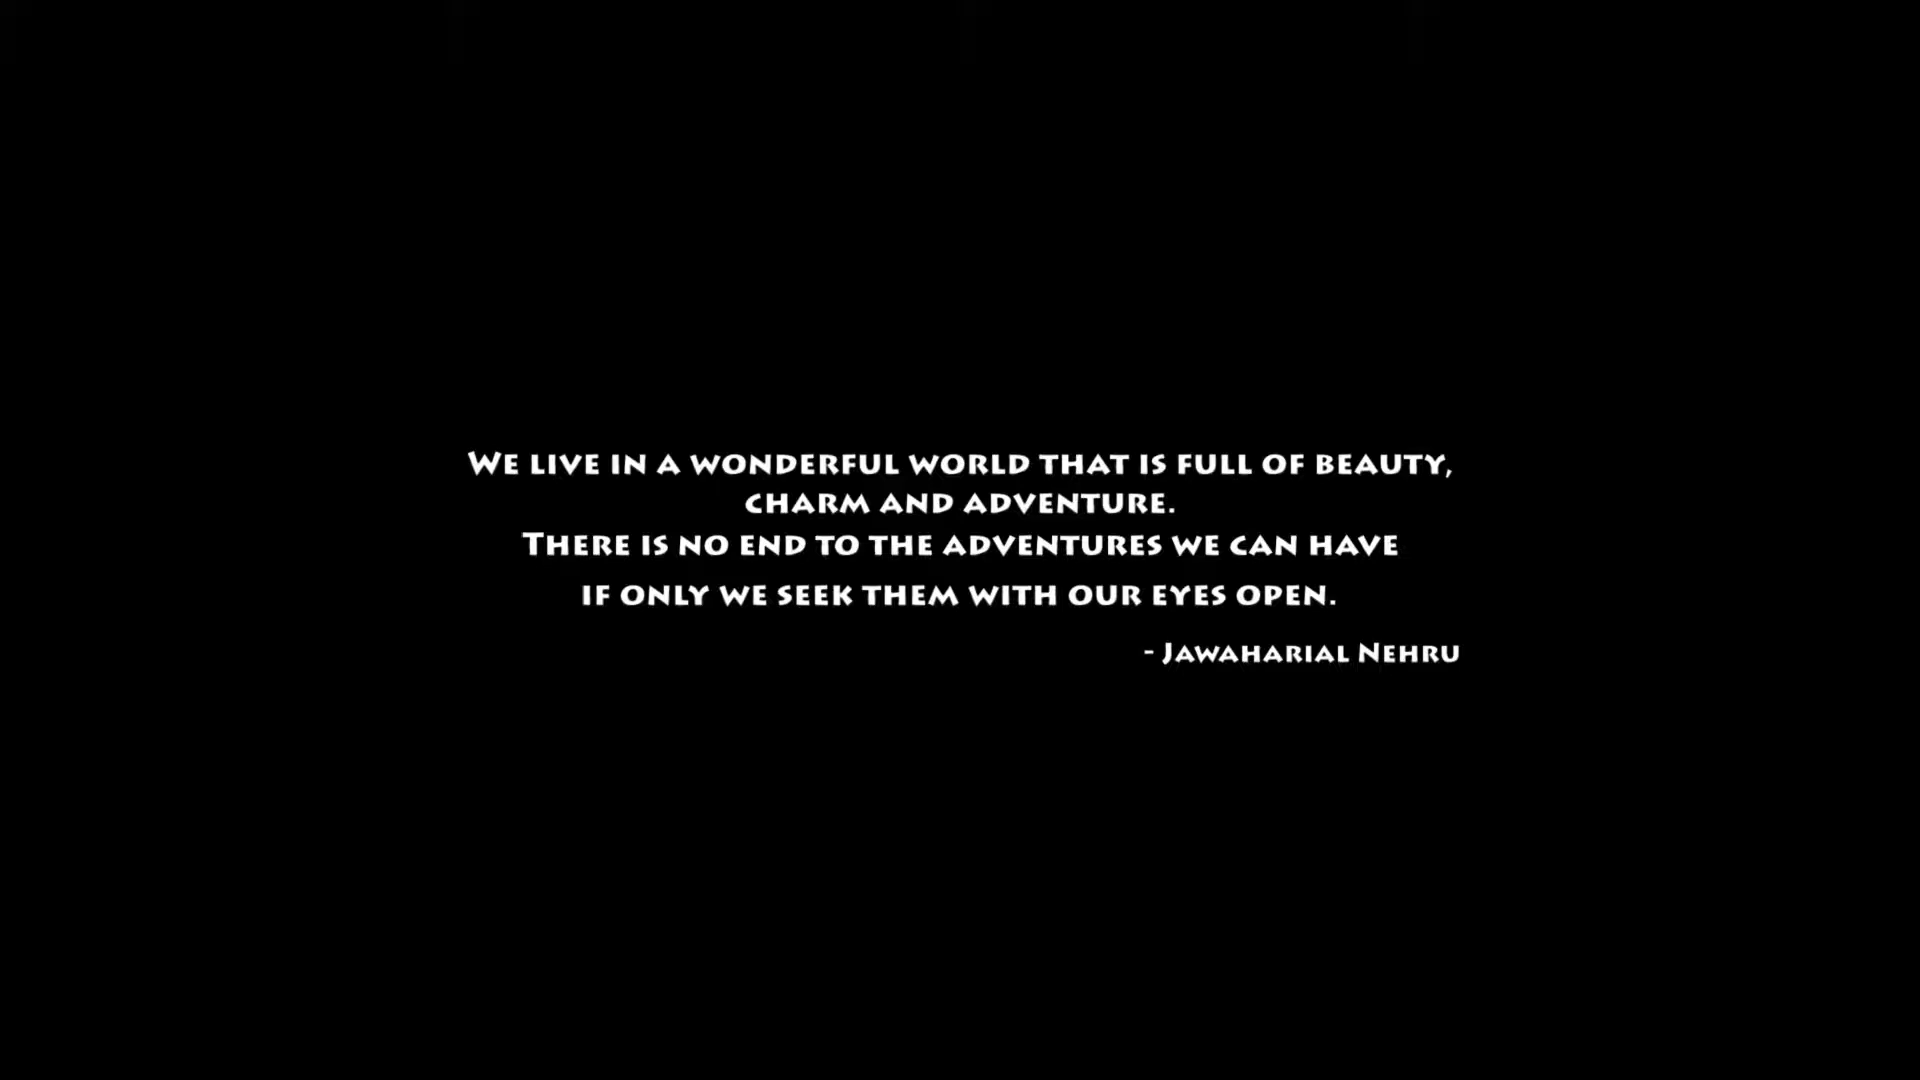 We live in a wonderful world that is full of beauty,
charm and adventure.
There is no end to the adventures we can have
if only we seek them with our eyes open.
- Jawaharial Nehru